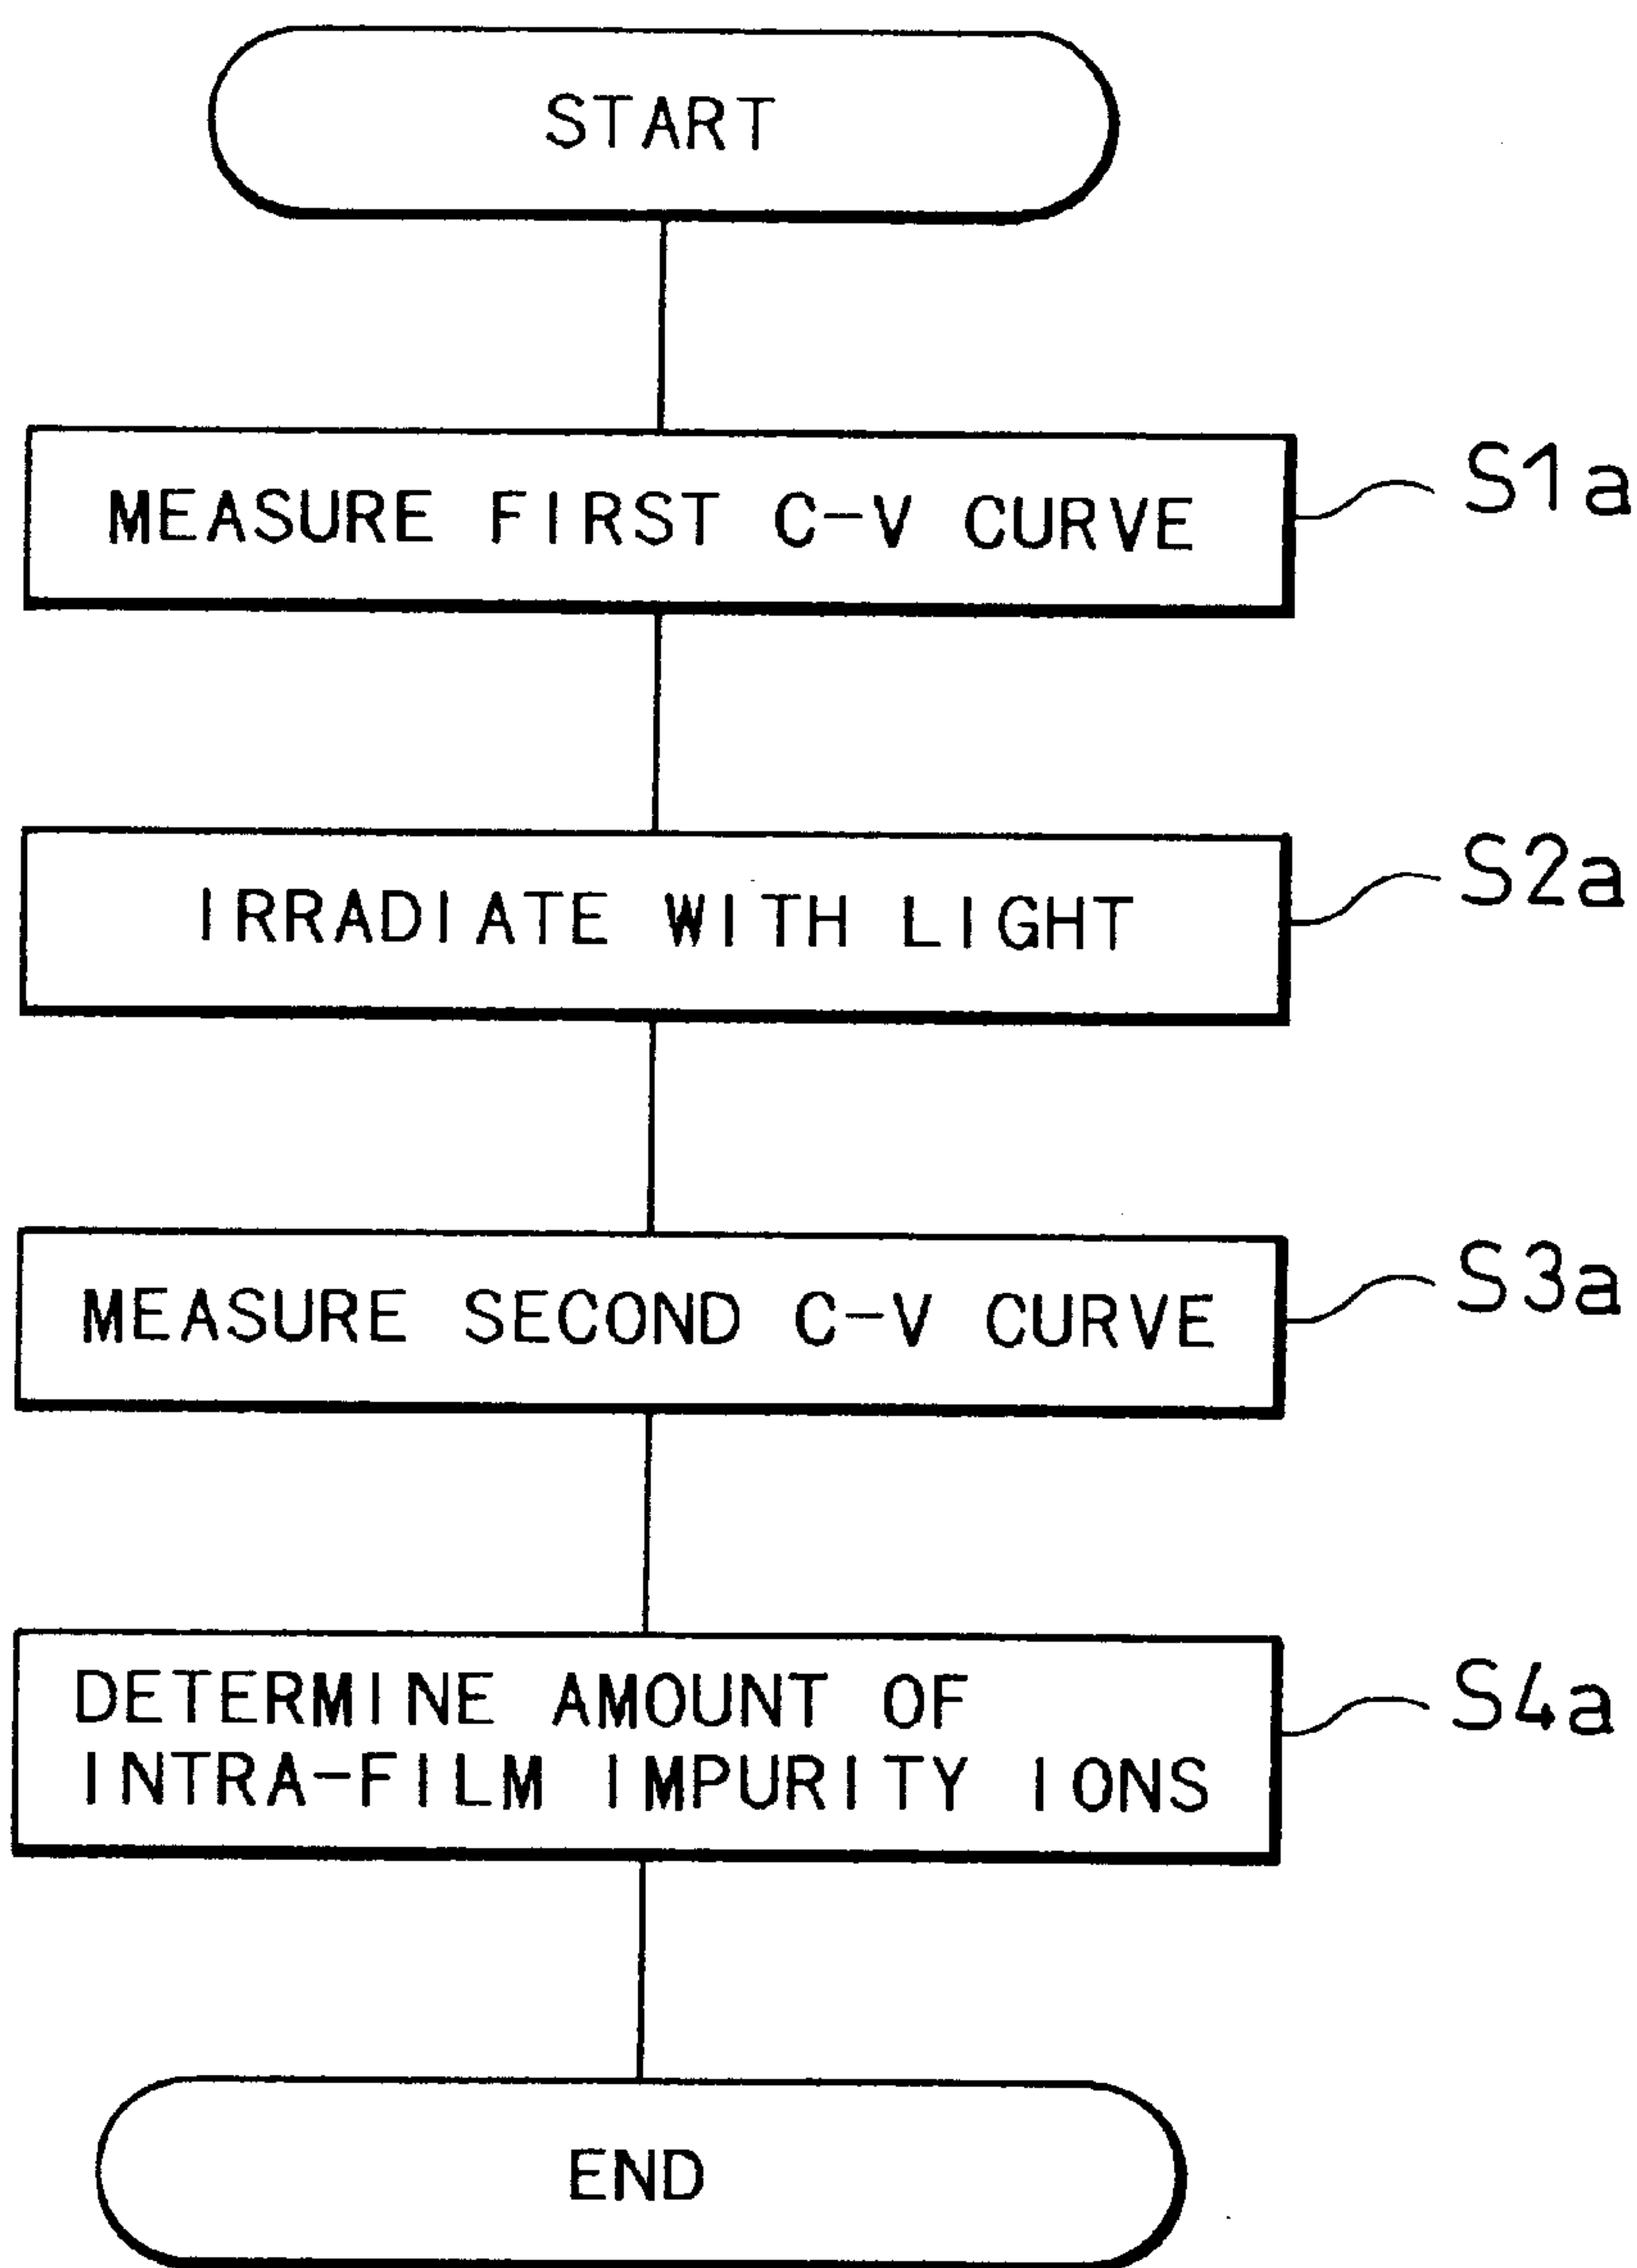 START
MEASURE FIRST C-V CURVE
S1a
IRRADIATE WITH LIGHT
S2a
MEASURE SECOND C-V CURVE
S3a
DETERMINE AMOUNT OF
INTRA-FILM IMPURITY IONS
S4a
END